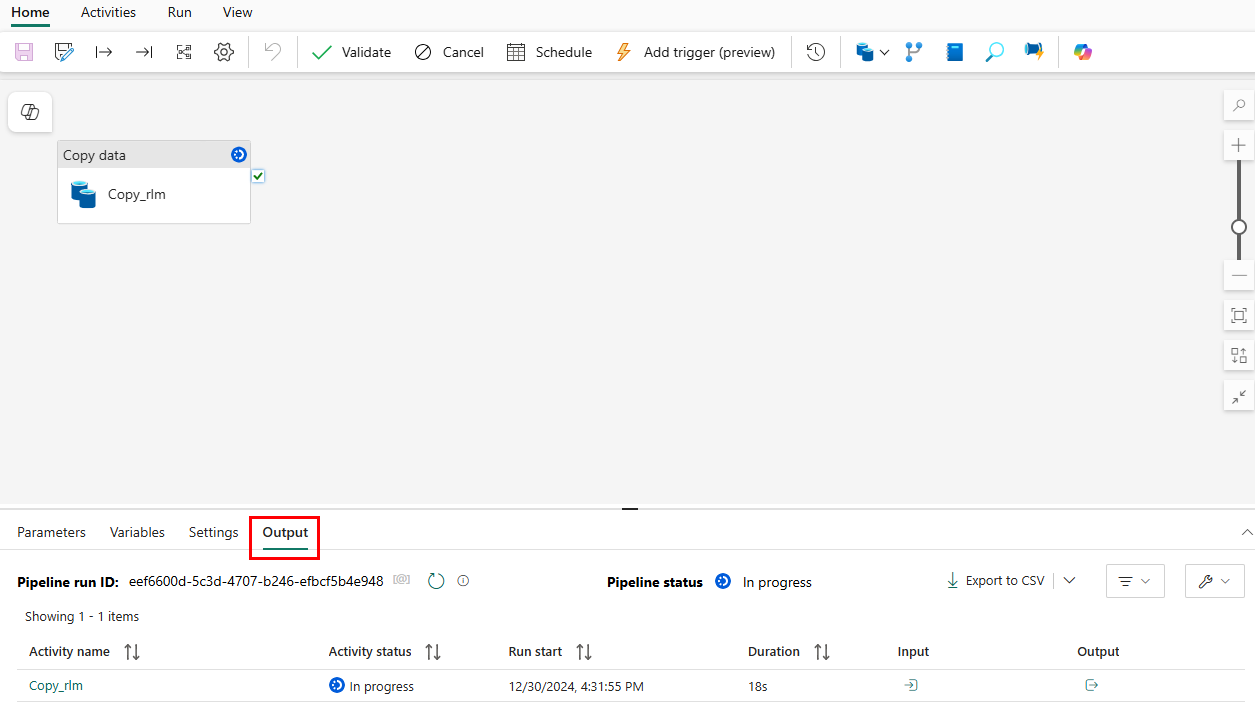 Home Activities Run View
Validate Cancel Schedule Add trigger (preview)
Copy data
Copy_rlm
Parameters Variables Settings Output
Pipeline run ID: eef6600d-5c3d-4707-b246-efbcf5b4e948 Pipeline status In progress Export to CSV
Showing 1 - 1 items
Activity name Activity status Run start Duration Input Output
Copy_rlm In progress 12/30/2024, 4:31:55 PM 18s